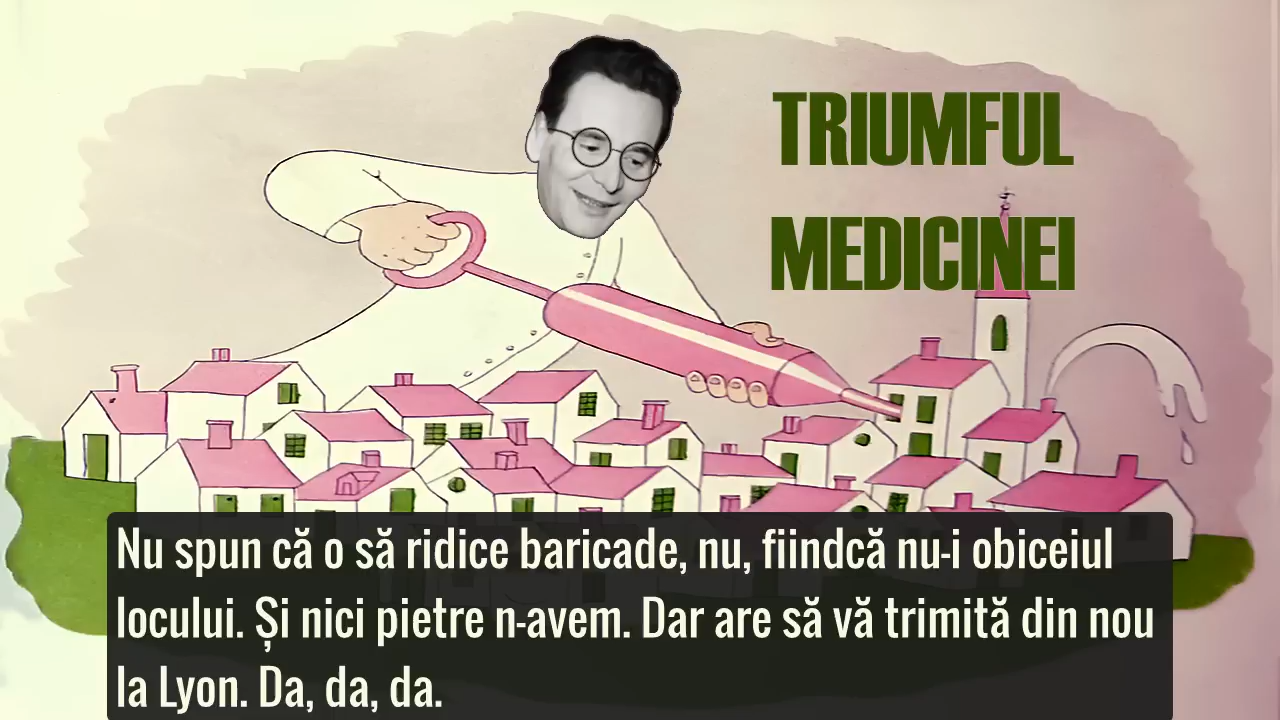 TRIUMFUL
MEDICINEI
Nu spun că o să ridice baricade, nu, fiindcă nu-i obiceiul
locului. Și nici pietre n-avem. Dar are să vă trimită din nou
la Lyon. Da, da, da.